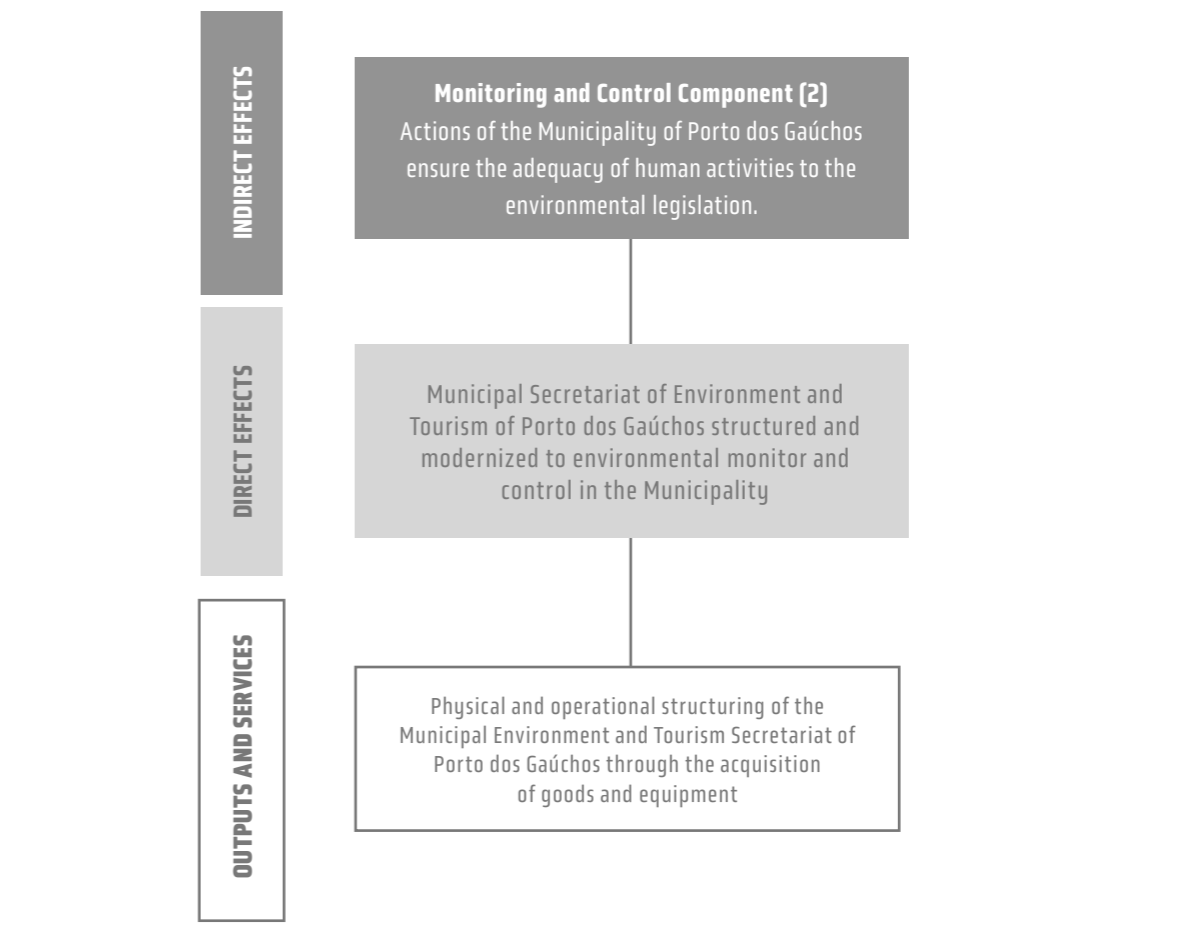 INDIRECT EFFECTS
Monitoring and Control Component (2)
Actions of the Municipality of Porto dos Gaúchos
ensure the adequacy of human activities to the
environmental legislation.
DIRECT EFFECTS
Municipal Secretariat of Environment and
Tourism of Porto dos Gaúchos structured and
modernized to environmental monitor and
control in the Municipality
OUTPUTS AND SERVICES
Physical and operational structuring of the
Municipal Environment and Tourism Secretariat of
Porto dos Gaúchos through the acquisition
of goods and equipment